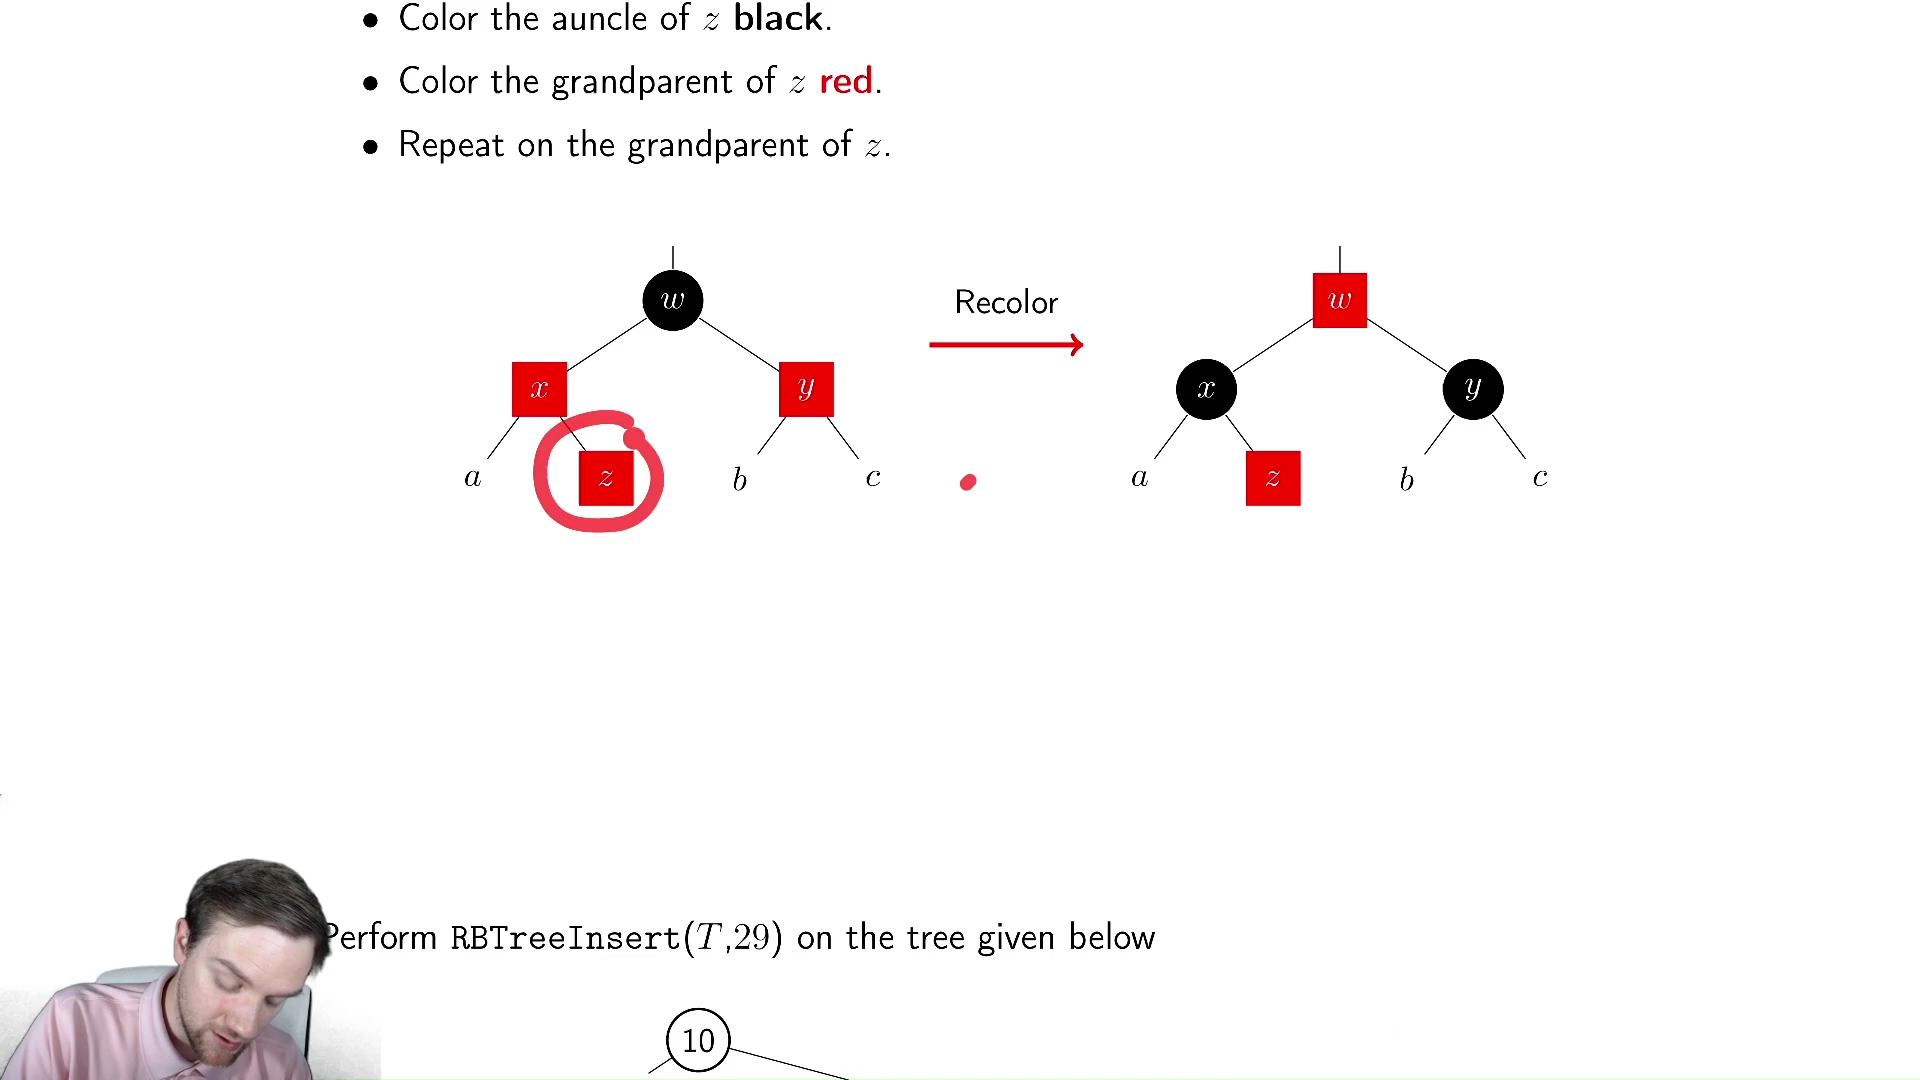 • Color the auncle of z black.
• Color the grandparent of z red.
• Repeat on the grandparent of z.
w
Recolor
w
x
y
x
y
a
z
b
c
a
z
b
c
Perform RBTreeInsert(T,29) on the tree given below
10